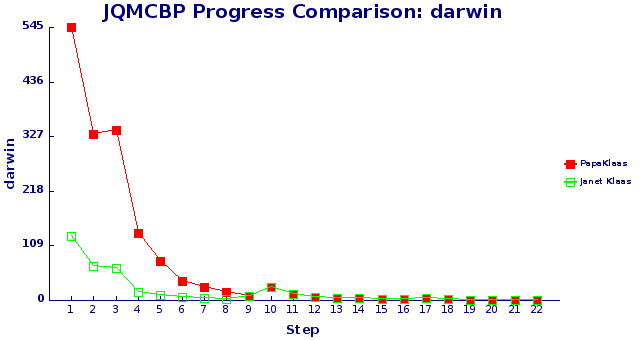 JQMCBP Progress Comparison: darwin
545
436
327
218
109
0
darwin
1 2 3 4 5 6 7 8 9 10 11 12 13 14 15 16 17 18 19 20 21 22
Step
PapaKlaas
Janet Klaas